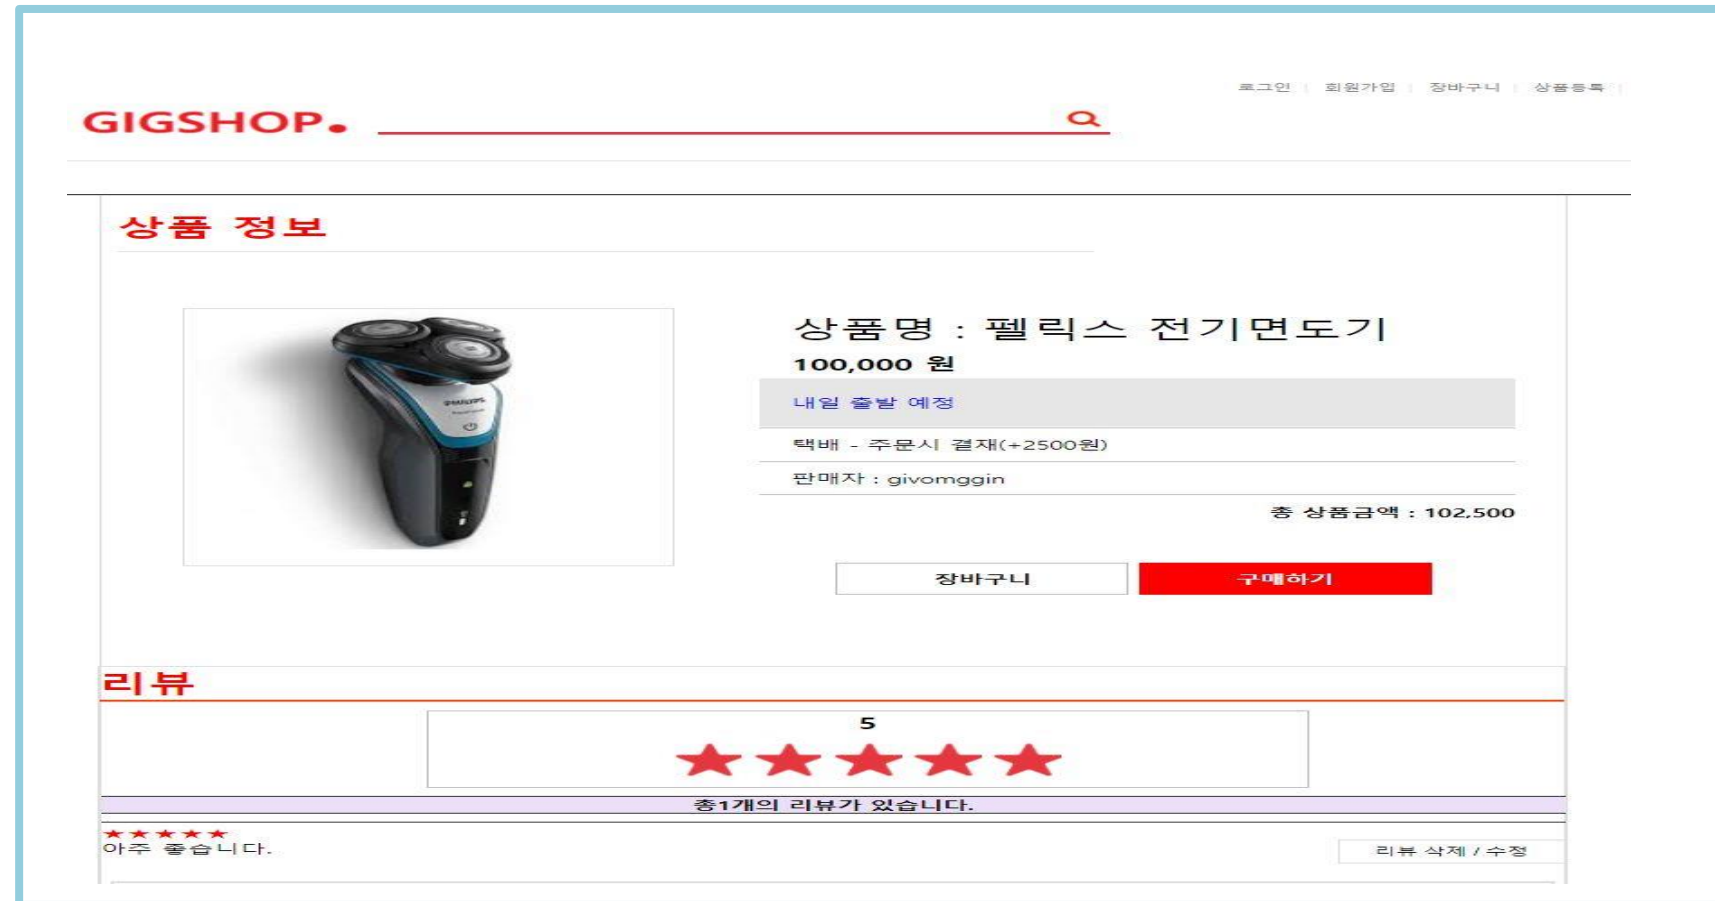 로그인 회원가입 장바구니 상품등록
GIGSHOP.
상품 정보
PHILIPS
상품명 : 펠릭스 전기면도기
100,000 원
내일 출발 예정
택배 - 주문시 결재(+2500원)
판매자 : givomggin
총 상품금액 : 102,500
장바구니 구매하기
리뷰
5
총1개의 리뷰가 있습니다.
아주 좋습니다.
리뷰 삭제 / 수정